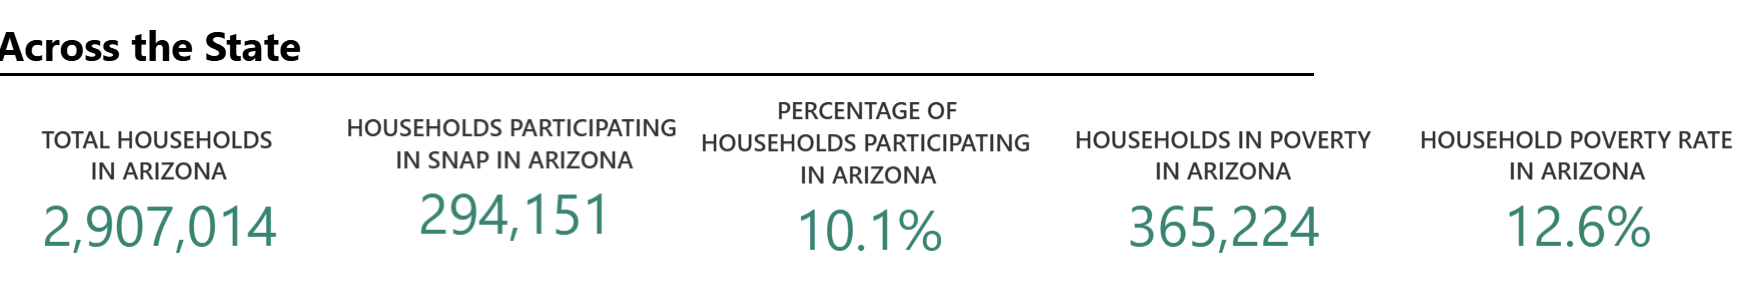 Across the State
TOTAL HOUSEHOLDS
IN ARIZONA
2,907,014
HOUSEHOLDS PARTICIPATING
IN SNAP IN ARIZONA
294,151
PERCENTAGE OF
HOUSEHOLDS PARTICIPATING
IN ARIZONA
10.1%
HOUSEHOLDS IN POVERTY
IN ARIZONA
365,224
HOUSEHOLD POVERTY RATE
IN ARIZONA
12.6%